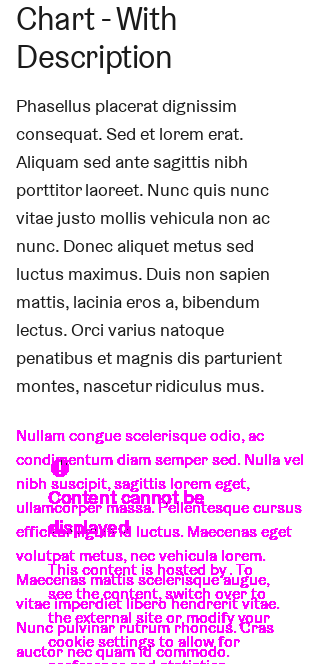 Chart - With
Description
Phasellus placerat dignissim
consequat. Sed et lorem erat.
Aliquam sed ante sagittis nibh
porttitor laoreet. Nunc quis nunc
vitae justo mollis vehicula non ac
nunc. Donec aliquet metus sed
luctus maximus. Duis non sapien
mattis, lacinia eros a, bibendum
lectus. Orci varius natoque
penatibus et magnis dis parturient
montes, nascetur ridiculus mus.
Nullam congue scelerisque odio, ac
condimentum diam semper sed. Nulla vel
nibh suscipit, sagittis lorem eget,
Content cannot be
ullamcorper massa. Pellentesque cursus
displayed
efficitur ligula id luctus. Maecenas eget
volutpat metus, nec vehicula lorem.
This content is hosted by . To
Maecenas mattis scelerisque augue,
see the content, switch over to
vitae imperdiet libero hendrerit vitae.
the external site or modify your
Nunc pulvinar rutrum rhoncus. Cras
cookie settings to allow for
auctor nec quam id commodo.